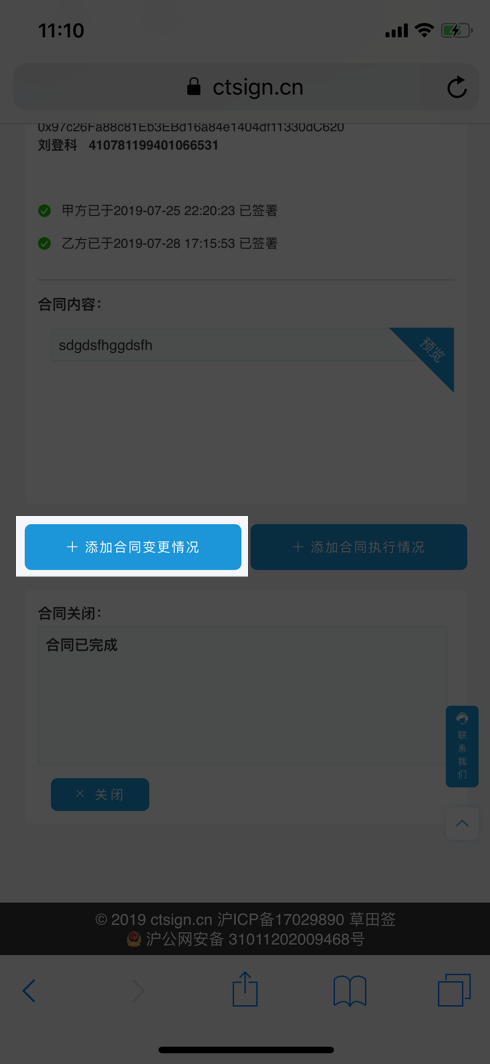 11:10
ctsign.cn
0x97c26Fa88c81Eb3EBd16a84e1404df11330dC620
刘登科 410781199401066531
甲方已于2019-07-25 22:20:23 已签署
乙方已于2019-07-28 17:15:53 已签署
合同内容：
sdgdsfhggdsfh
预览
＋ 添加合同变更情况
＋ 添加合同执行情况
合同关闭：
合同已完成
联系我们
× 关闭
© 2019 ctsign.cn 沪ICP备17029890 草田签
沪公网安备 31011202009468号